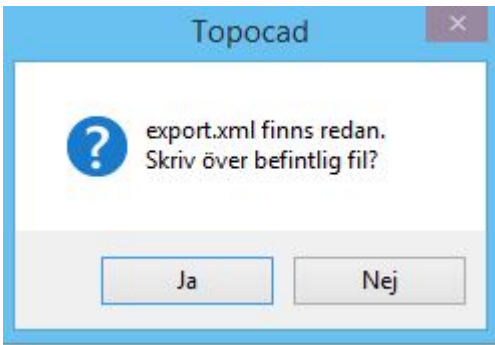 Topocad
export.xml finns redan.
Skriv över befintlig fil?
Ja
Nej